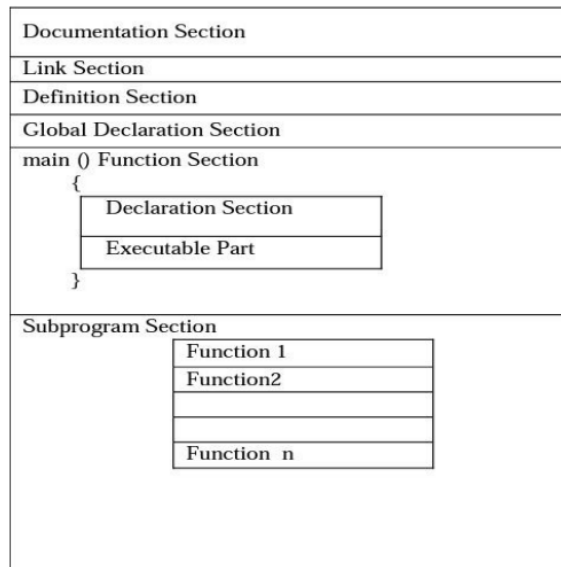 Documentation Section
Link Section
Definition Section
Global Declaration Section
main () Function Section
{
Declaration Section
Executable Part
}
Subprogram Section
Function 1
Function2
Function n